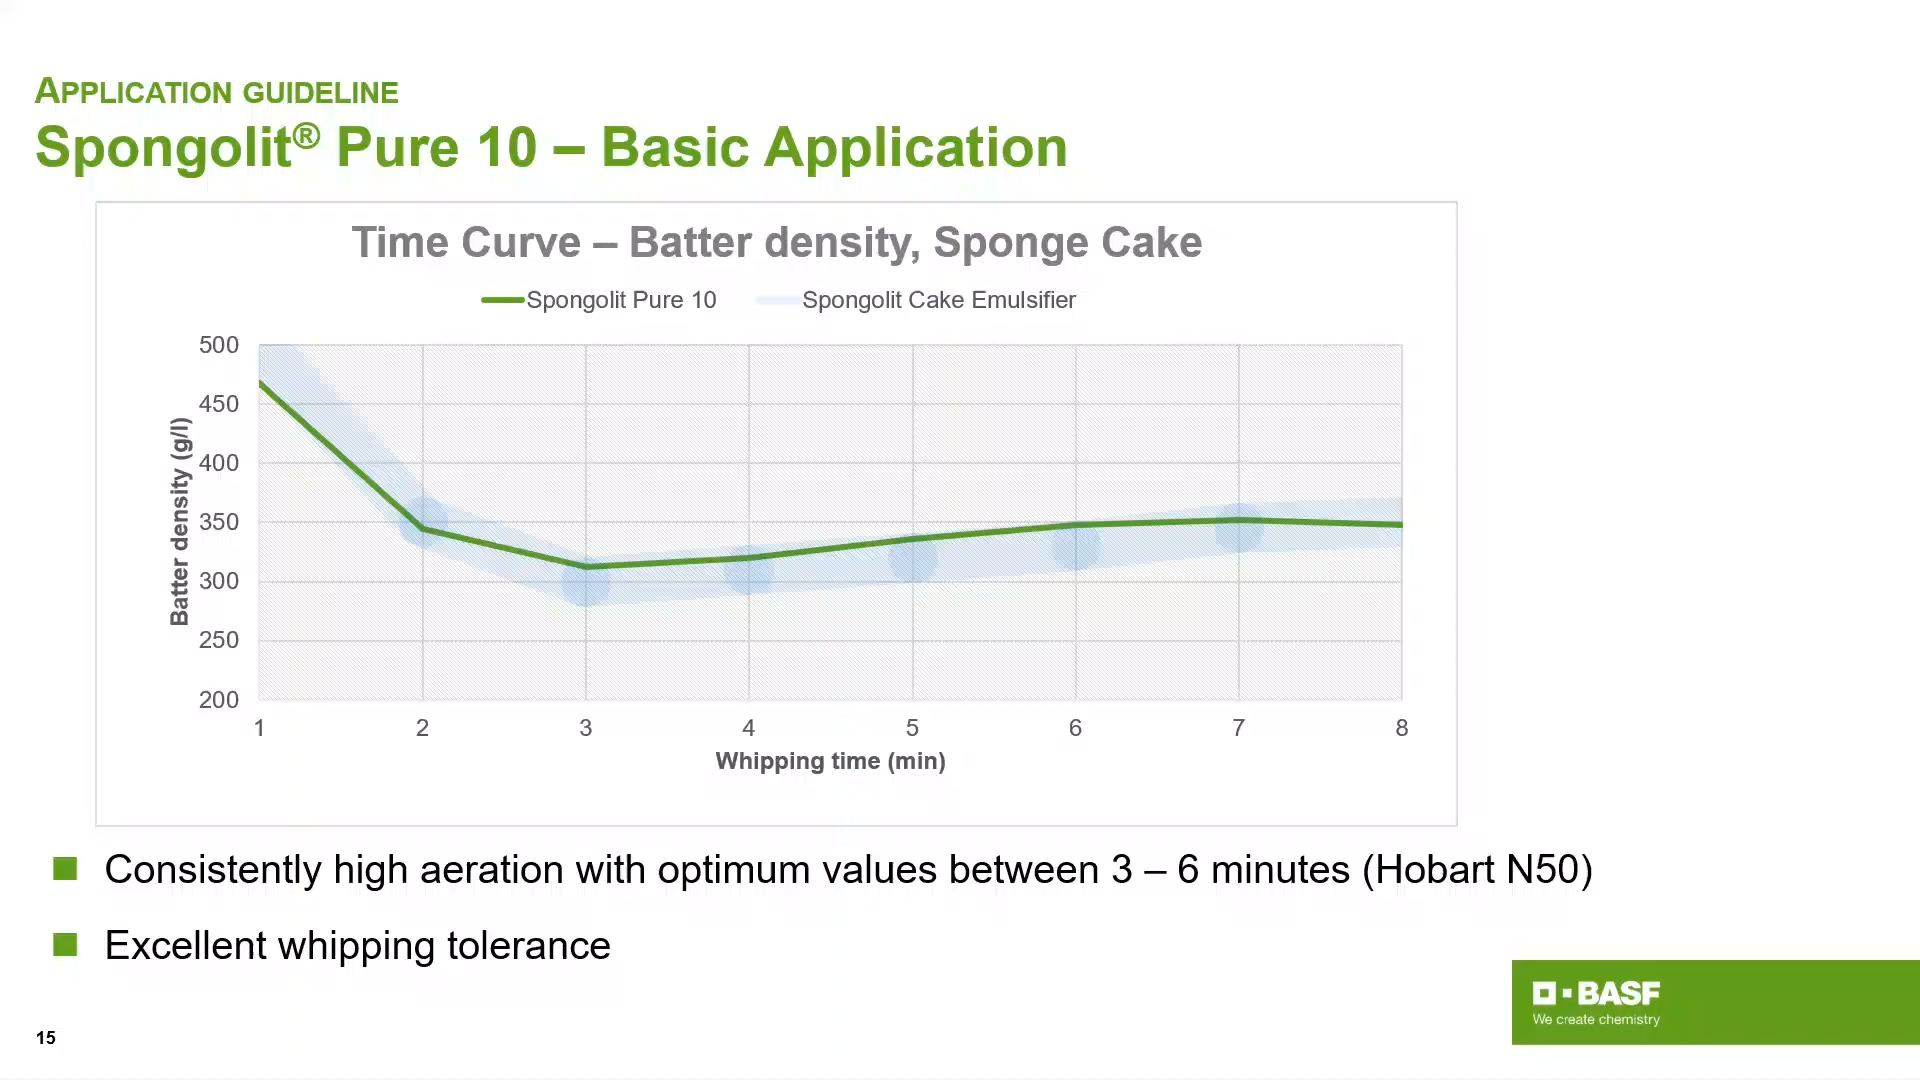 APPLICATION GUIDELINE
Spongolit® Pure 10 – Basic Application
Time Curve – Batter density, Sponge Cake
Spongolit Pure 10
Spongolit Cake Emulsifier
500
450
400
350
300
250
200
Batter density (g/l)
1 2 3 4 5 6 7 8
Whipping time (min)
Consistently high aeration with optimum values between 3 – 6 minutes (Hobart N50)
Excellent whipping tolerance
BASF
We create chemistry
15